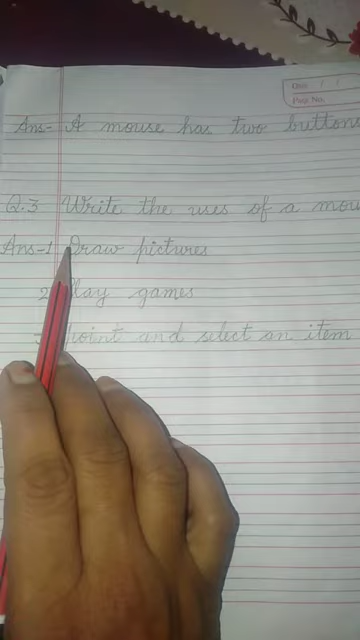 Date / /
Page No.
Ans- A mouse has two buttons
Q.3 Write the uses of a mou
Ans-1 Draw pictures
2 Play games
point and select an item